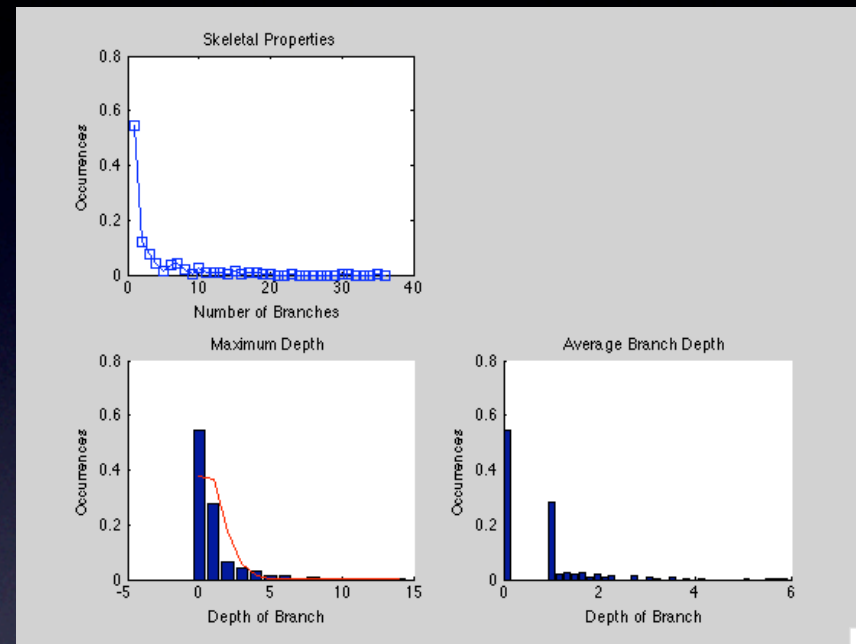 Skeletal Properties
0.8
0.6
0.4
0.2
0
Occurrences
0 10 20 30 40
Number of Branches
Maximum Depth
0.8
0.6
0.4
0.2
0
Occurrences
-5 0 5 10 15
Depth of Branch
Average Branch Depth
0.8
0.6
0.4
0.2
0
Occurrences
0 2 4 6
Depth of Branch